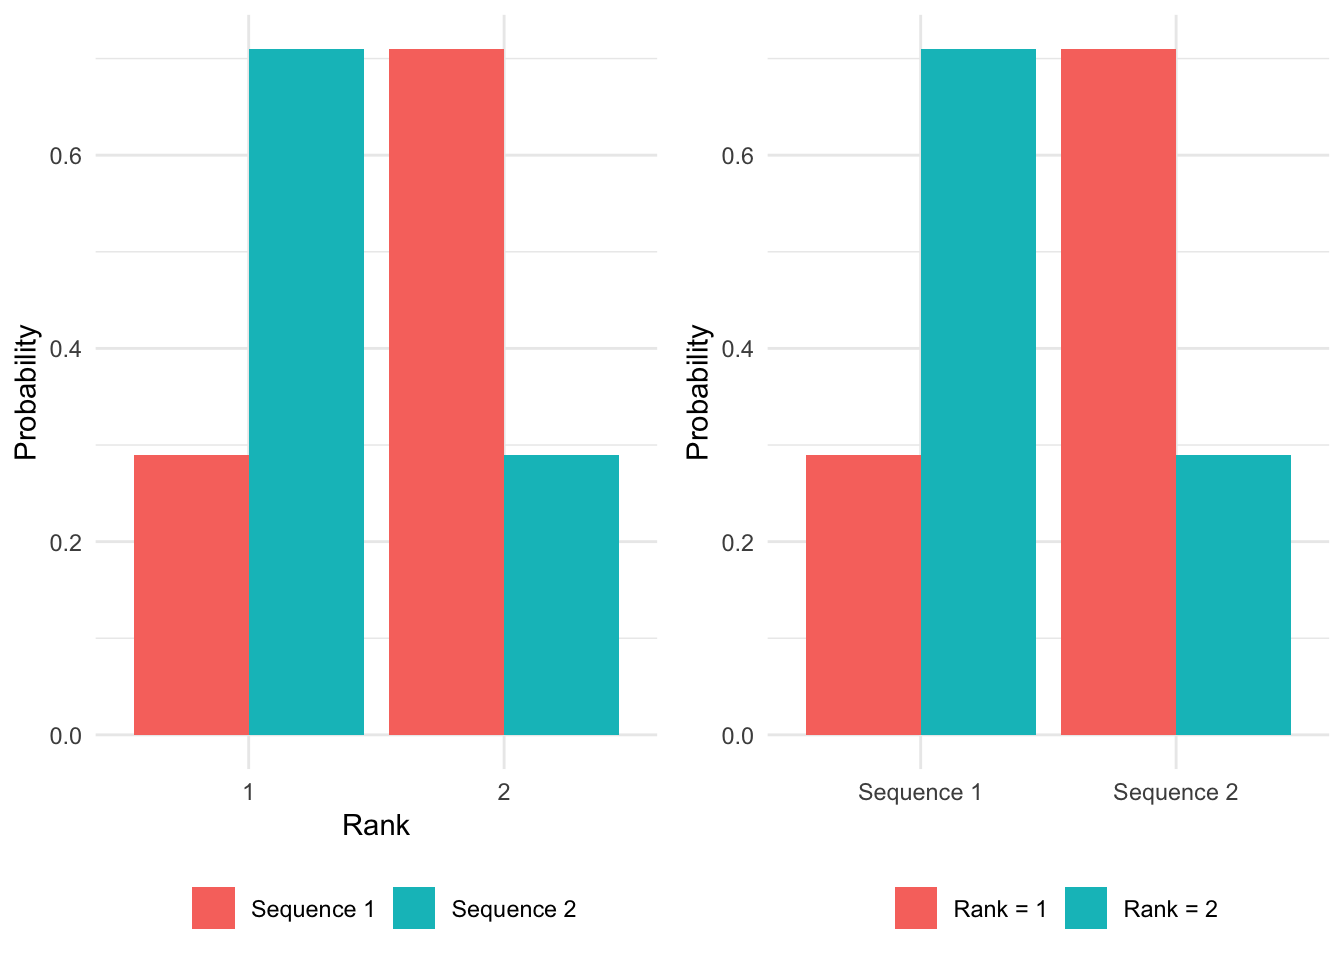 Probability
0.6
0.4
0.2
0.0
1 2
Rank
Sequence 1 Sequence 2
Probability
0.6
0.4
0.2
0.0
Sequence 1 Sequence 2
Rank = 1 Rank = 2